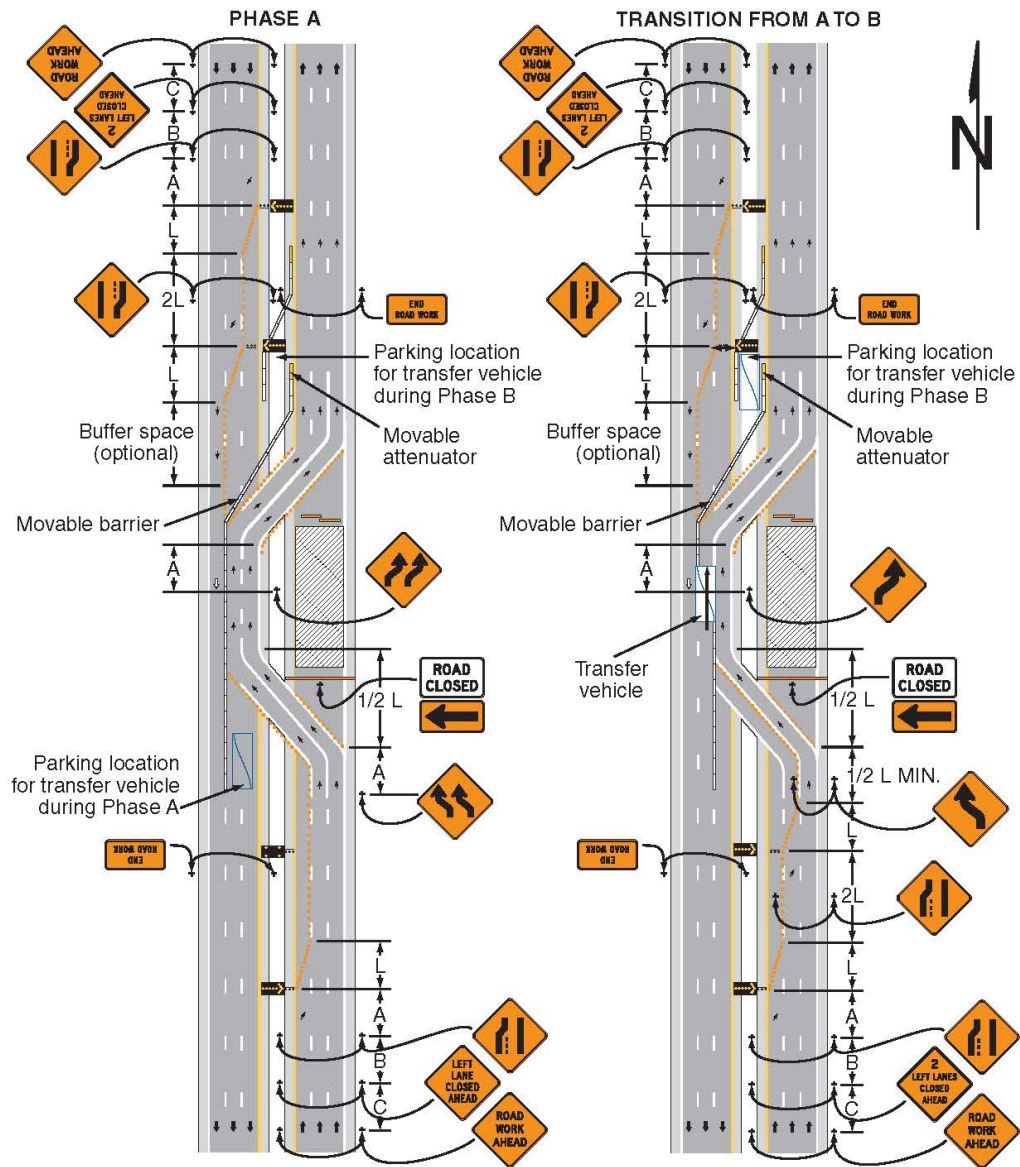 PHASE A
ROAD
WORK
AHEAD
2
LEFT LANES
CLOSED
AHEAD
C
B
A
L
2L
L
END
ROAD WORK
Parking location
for transfer vehicle
during Phase B
Buffer space
(optional)
Movable
attenuator
Movable barrier
A
ROAD
CLOSED
1/2 L
A
Parking location
for transfer vehicle
during Phase A
END
ROAD WORK
L
A
B
C
LEFT
LANE
CLOSED
AHEAD
ROAD
WORK
AHEAD
TRANSITION FROM A TO B
ROAD
WORK
AHEAD
2
LEFT LANES
CLOSED
AHEAD
C
B
A
L
2L
L
END
ROAD WORK
Parking location
for transfer vehicle
during Phase B
Buffer space
(optional)
Movable
attenuator
Movable barrier
A
Transfer
vehicle
ROAD
CLOSED
1/2 L
1/2 L MIN.
L
2L
L
A
B
C
END
ROAD WORK
2
LEFT LANES
CLOSED
AHEAD
ROAD
WORK
AHEAD
N